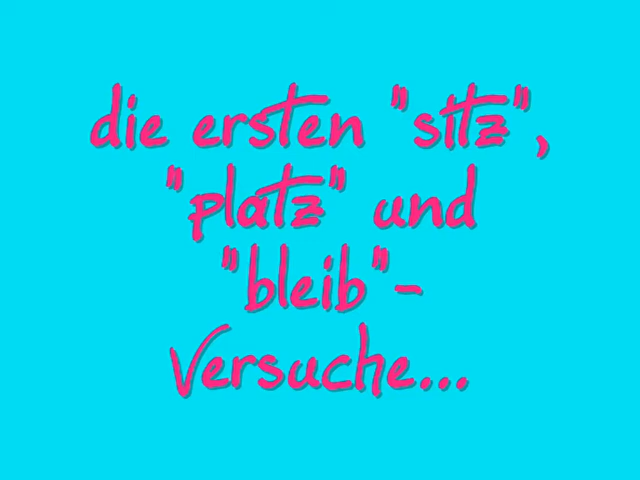 die ersten "sitz",
"platz" und
"bleib"-
Versuche...